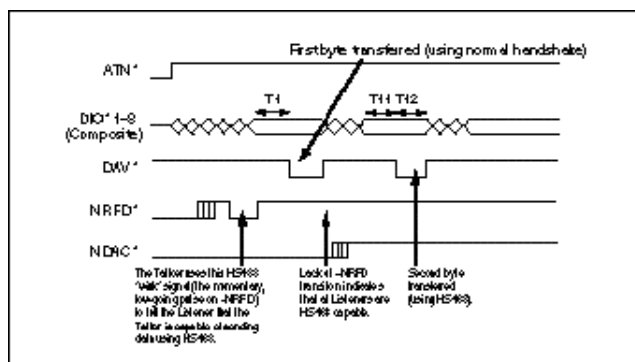 First byte transferred (using normal handshake)
ATN*
T1
T11 T12
DIO* 1-8
(Composite)
DAV*
NRFD*
NDAC*
The Talker uses this HS488
"wink" signal (the momentary,
low-going pulse on ~NRFD)
to tell the Listener that the
Talker is capable of sending
data using HS488.
Lack of ~NRFD
transition indicates
that all Listeners are
HS488 capable.
Second byte
transferred
(using HS488).